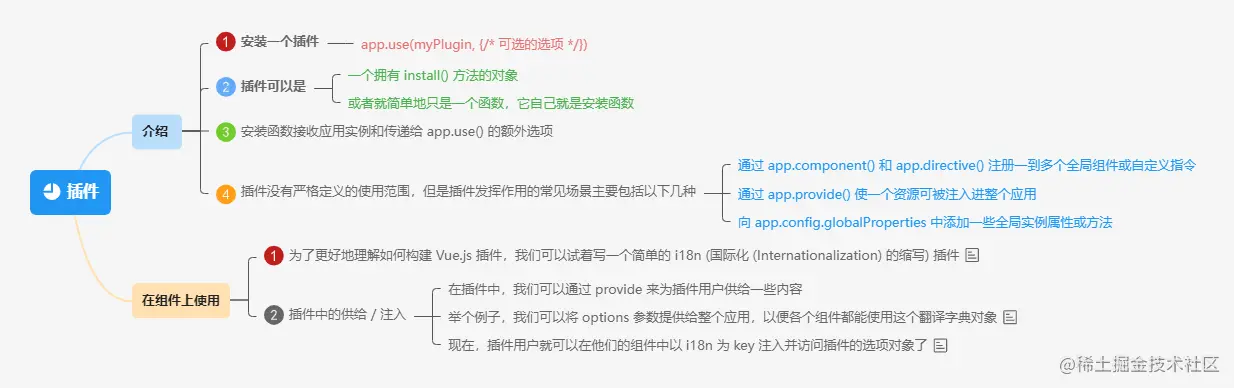 插件
介绍
1 安装一个插件
app.use(myPlugin, {/* 可选的选项 */})
2 插件可以是
一个拥有 install() 方法的对象
或者就简单地只是一个函数，它自己就是安装函数
3 安装函数接收应用实例和传递给 app.use() 的额外选项
4 插件没有严格定义的使用范围，但是插件发挥作用的常见场景主要包括以下几种
通过 app.component() 和 app.directive() 注册一到多个全局组件或自定义指令
通过 app.provide() 使一个资源可被注入进整个应用
向 app.config.globalProperties 中添加一些全局实例属性或方法
在组件上使用
1 为了更好地理解如何构建 Vue.js 插件，我们可以试着写一个简单的 i18n (国际化 (Internationalization) 的缩写) 插件
2 插件中的供给 / 注入
在插件中，我们可以通过 provide 来为插件用户供给一些内容
举个例子，我们可以将 options 参数提供给整个应用，以便各个组件都能使用这个翻译字典对象
现在，插件用户就可以在他们的组件中以 i18n 为 key 注入并访问插件的选项对象了
@稀土掘金技术社区